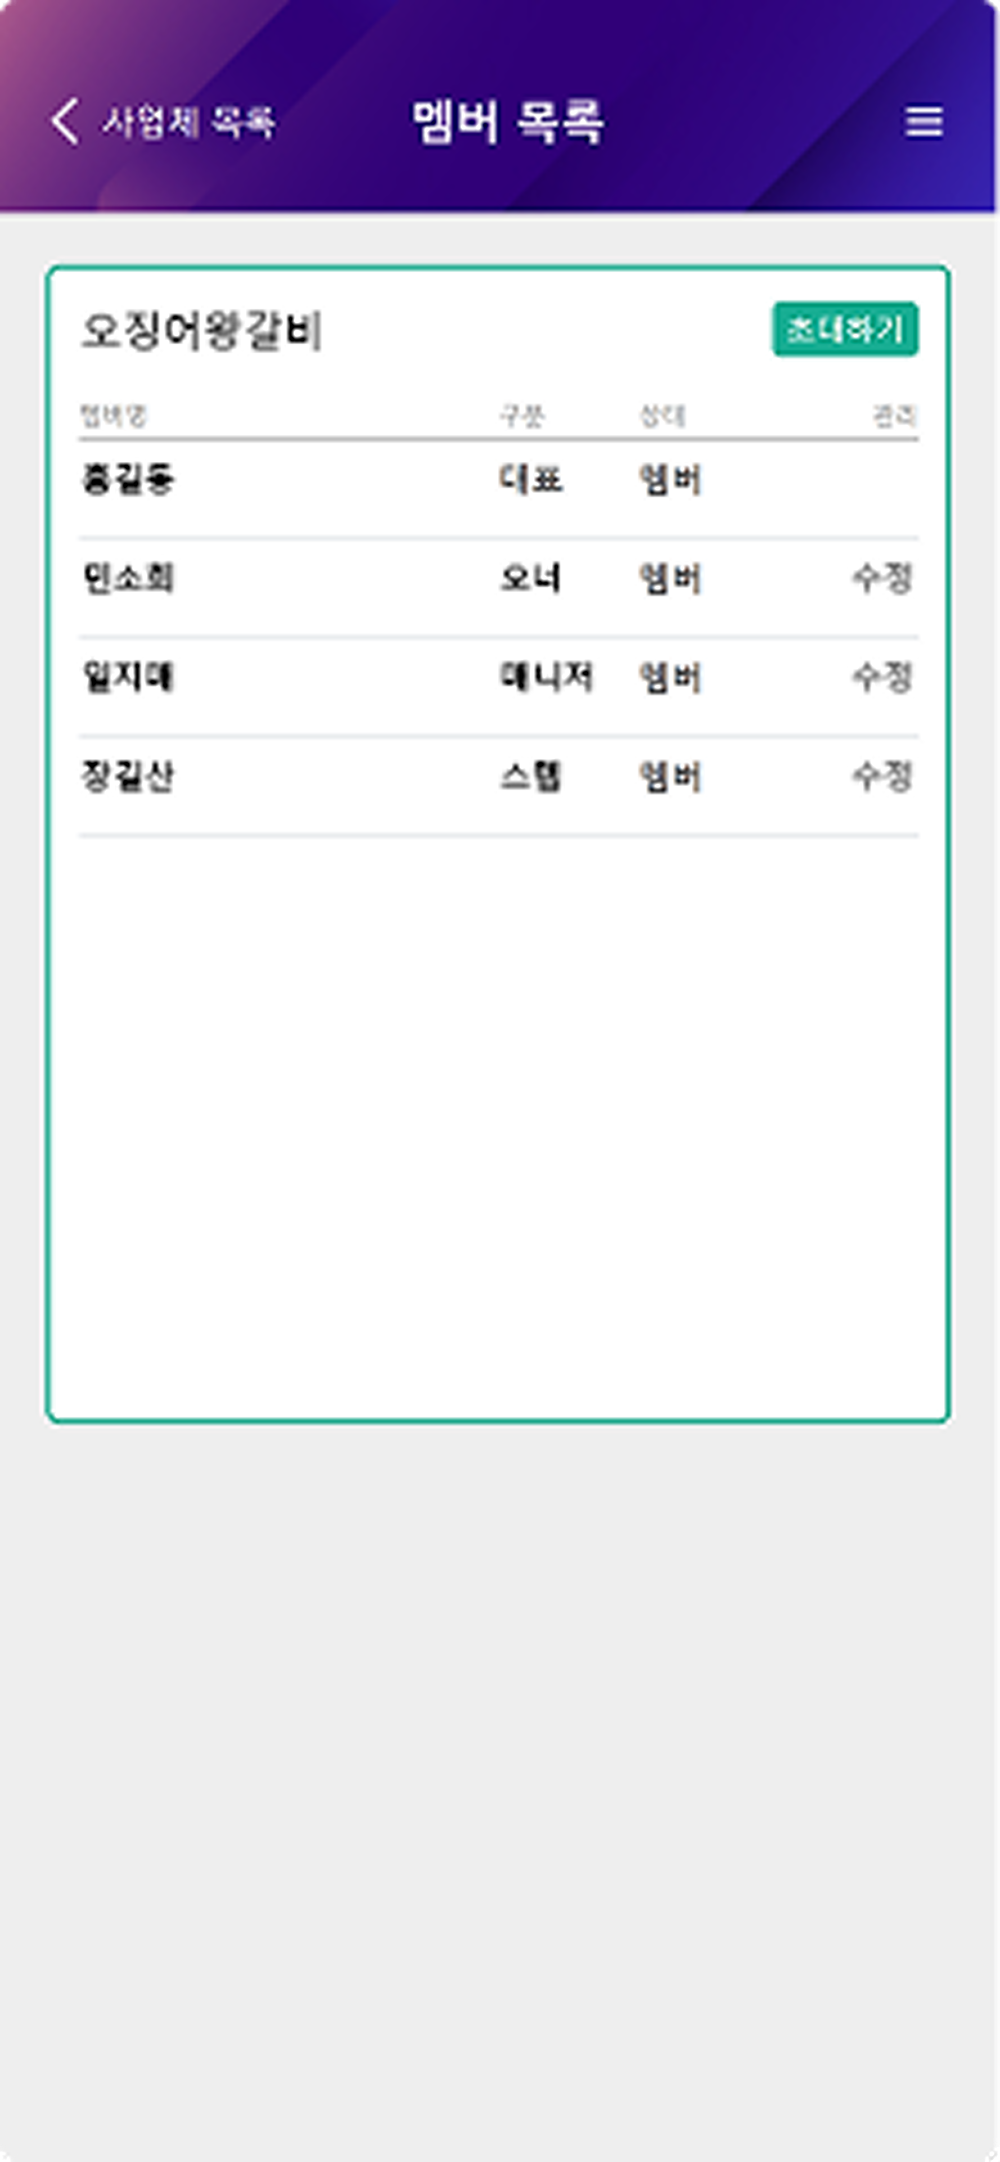 사업체 목록 멤버 목록
오징어왕갈비 초대하기
멤버명 구분 상태 관리
홍길동 대표 멤버
민소희 오너 멤버 수정
일지매 매니저 멤버 수정
장길산 스탭 멤버 수정